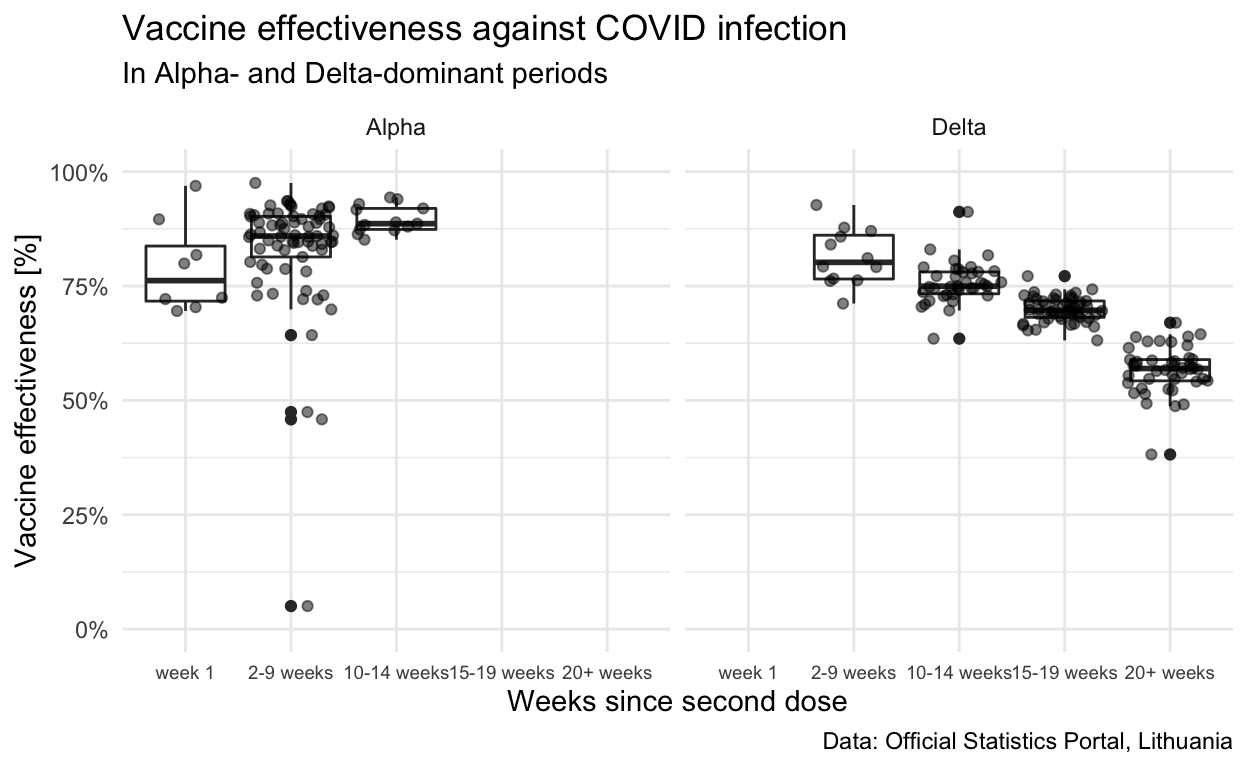 Vaccine effectiveness against COVID infection
In Alpha- and Delta-dominant periods
Alpha
Delta
Vaccine effectiveness [%]
100%
75%
50%
25%
0%
week 1 2-9 weeks 10-14 weeks 15-19 weeks 20+ weeks
week 1 2-9 weeks 10-14 weeks 15-19 weeks 20+ weeks
Weeks since second dose
Data: Official Statistics Portal, Lithuania